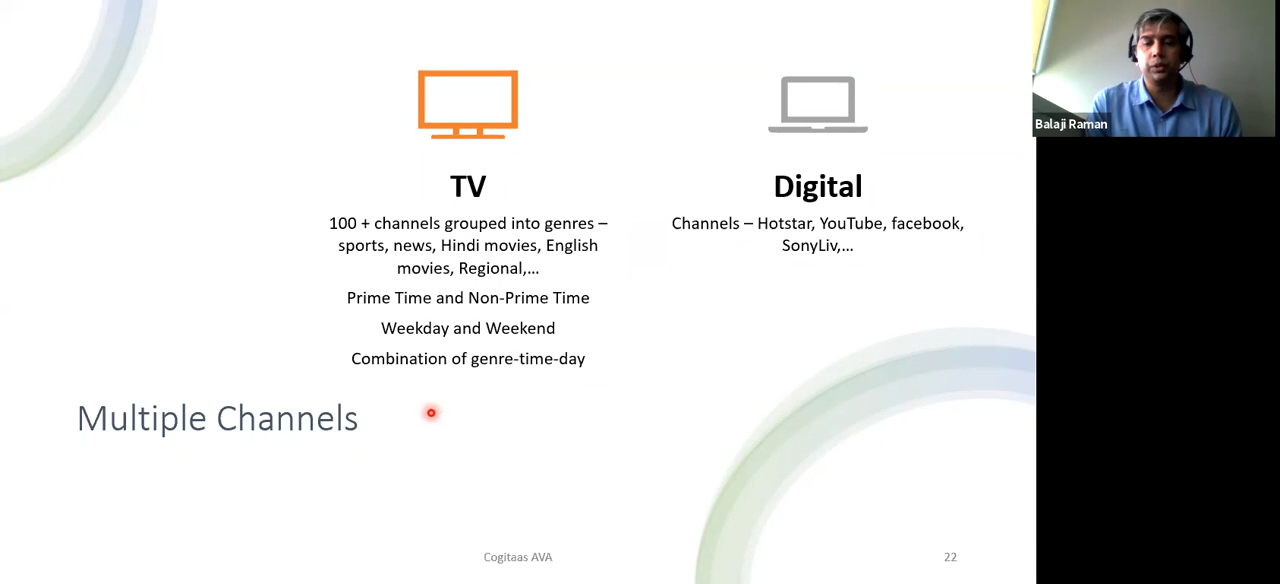 TV
100 + channels grouped into genres –
sports, news, Hindi movies, English
movies, Regional,...
Prime Time and Non-Prime Time
Weekday and Weekend
Combination of genre-time-day
Digital
Channels – Hotstar, YouTube, facebook,
SonyLiv,...
Multiple Channels
Cogitaas AVA
22
Balaji Raman